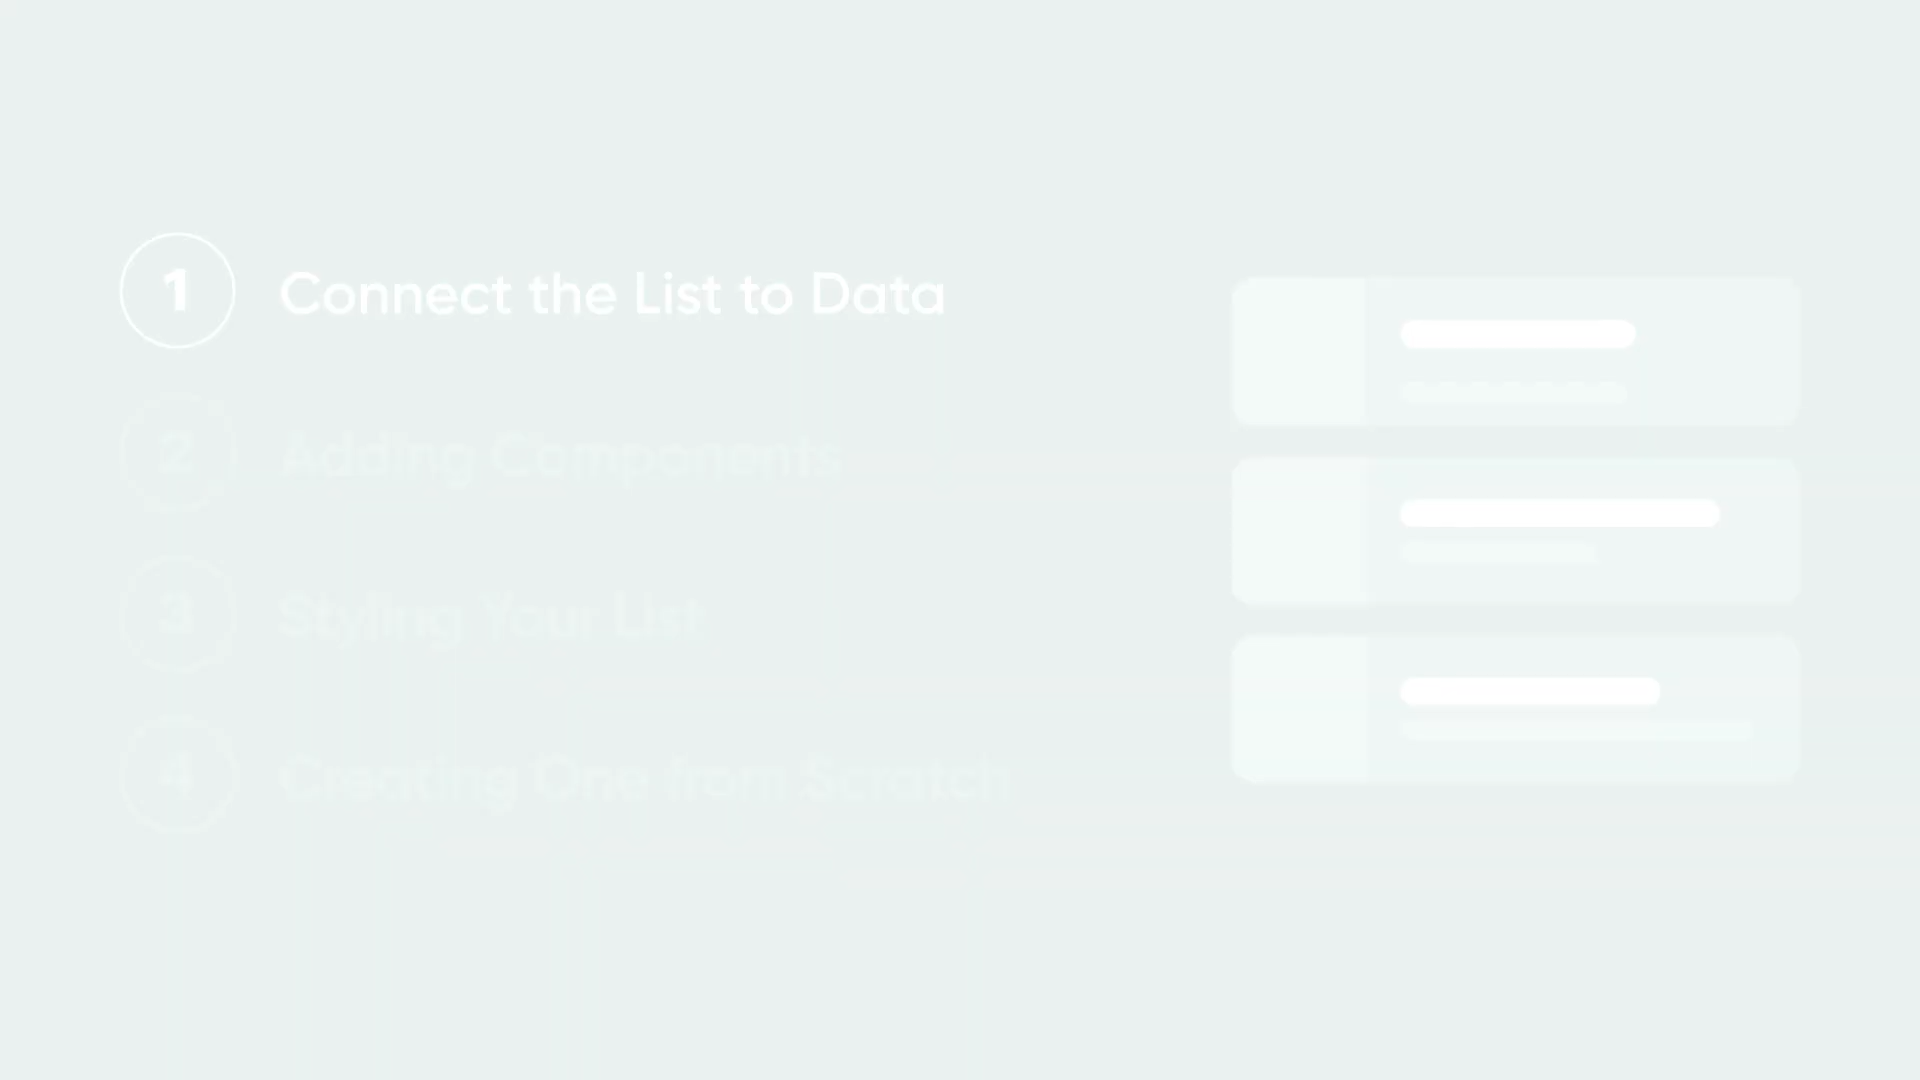 1 Connect the List to Data
2 Adding Components
3 Styling Your List
4 Creating One from Scratch